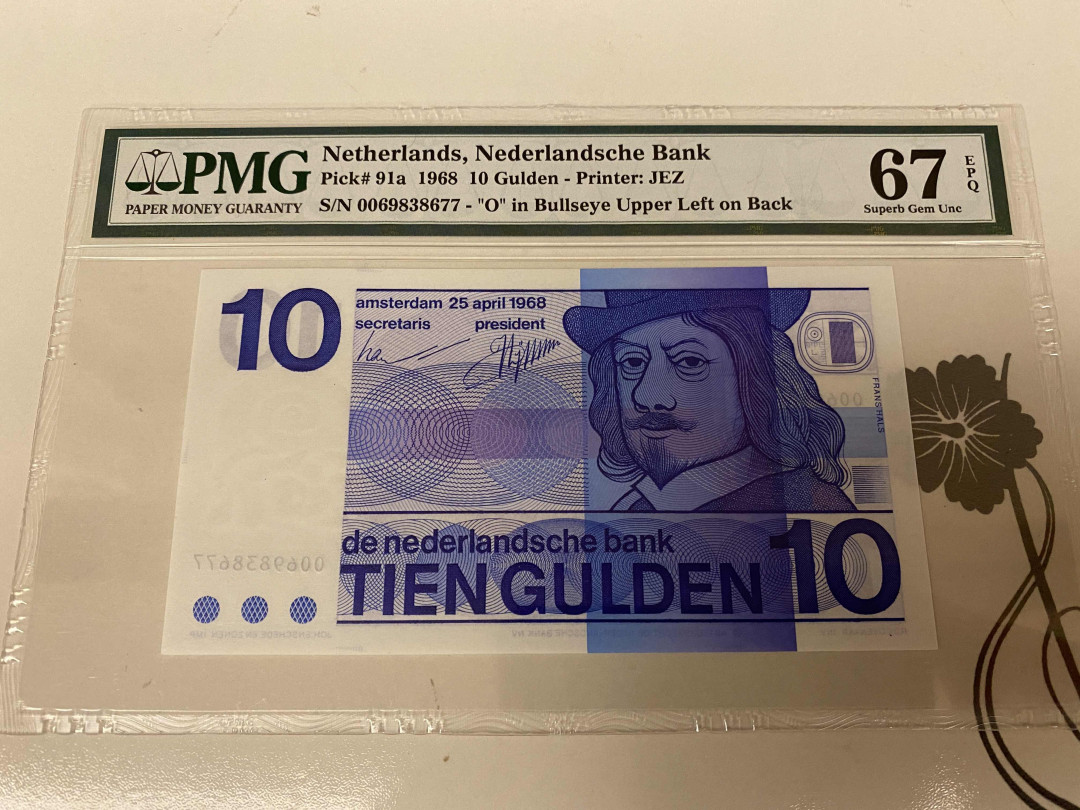 PMG
PAPER MONEY GUARANTY
Netherlands, Nederlandsche Bank
Pick# 91a 1968 10 Gulden - Printer: JEZ
S/N 0069838677 - "O" in Bullseye Upper Left on Back
67
EPQ
Superb Gem Unc
10
amsterdam 25 april 1968
secretaris president
FRANS HALS
de nederlandsche bank
TIEN GULDEN
10
0069838677